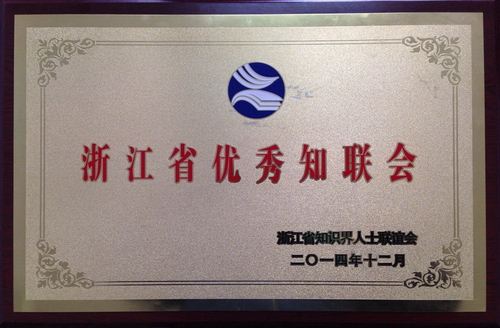 浙江省优秀知联会
浙江省知识界人士联谊会
二〇一四年十二月